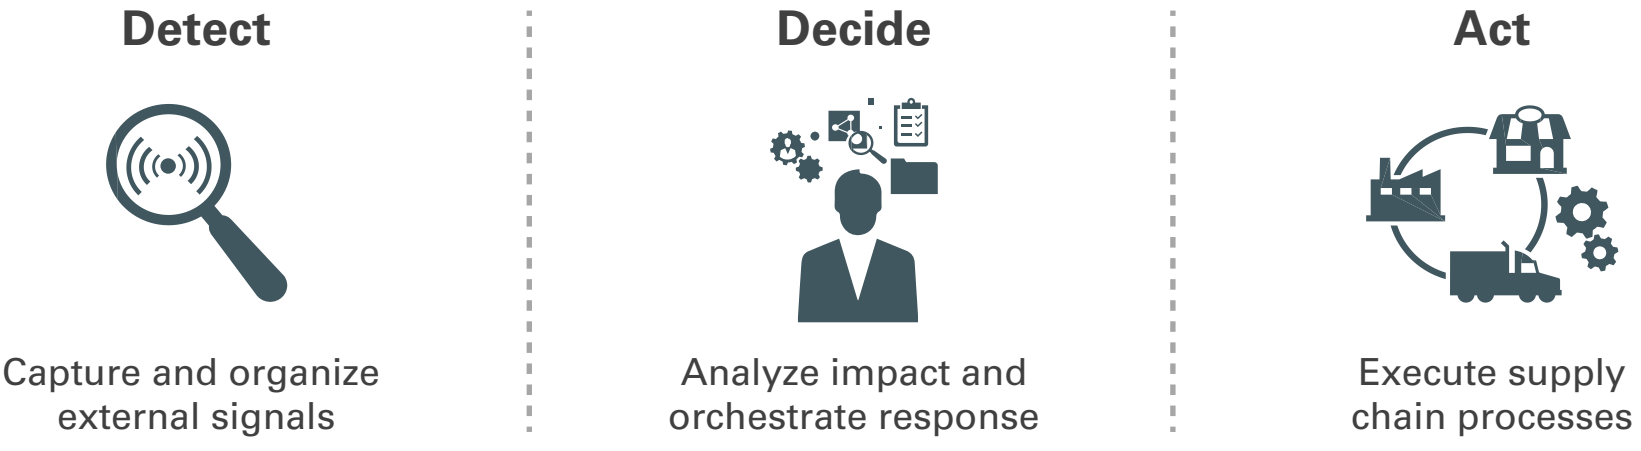 Detect
Capture and organize
external signals
Decide
Analyze impact and
orchestrate response
Act
Execute supply
chain processes